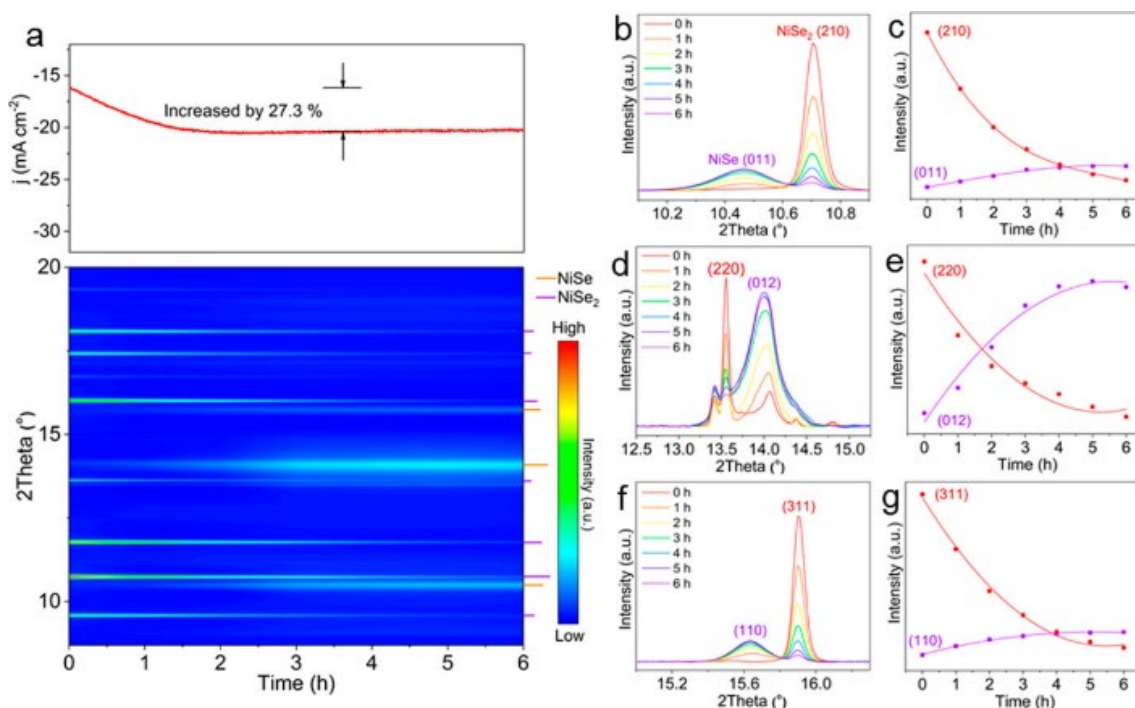 a
-15
-20
-25
-30
j (mA cm-2)
Increased by 27.3 %
20
15
10
2Theta (°)
0 1 2 3 4 5 6
Time (h)
NiSe
NiSe2
High
Intensity (a.u.)
Low
b
0 h
1 h
2 h
3 h
4 h
5 h
6 h
NiSe2 (210)
NiSe (011)
Intensity (a.u.)
10.2 10.4 10.6 10.8
2Theta (°)
c
(210)
(011)
Intensity (a.u.)
0 1 2 3 4 5 6
Time (h)
d
0 h
1 h
2 h
3 h
4 h
5 h
6 h
(220)
(012)
Intensity (a.u.)
12.5 13.0 13.5 14.0 14.5 15.0
2Theta (°)
e
(220)
(012)
Intensity (a.u.)
0 1 2 3 4 5 6
Time (h)
f
0 h
1 h
2 h
3 h
4 h
5 h
6 h
(311)
(110)
Intensity (a.u.)
15.2 15.6 16.0
2Theta (°)
g
(311)
(110)
Intensity (a.u.)
0 1 2 3 4 5 6
Time (h)